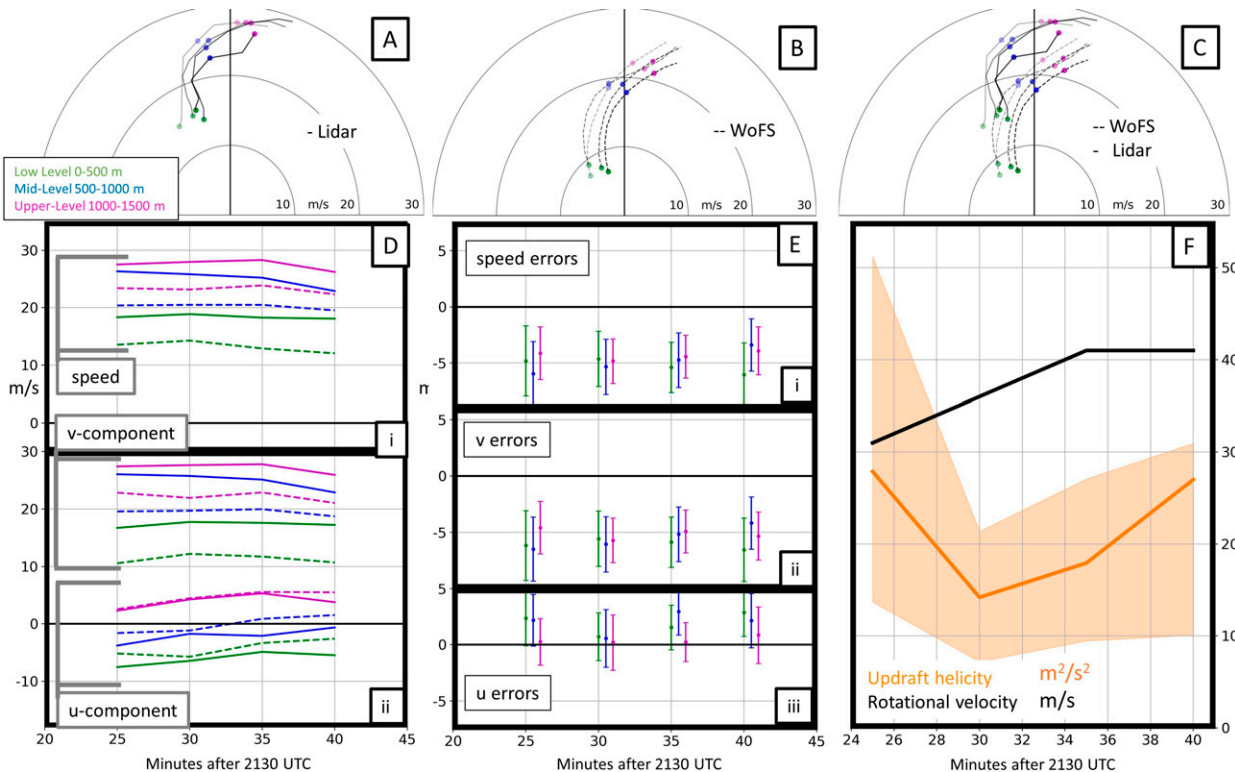 A
- Lidar
Low Level 0-500 m
Mid-Level 500-1000 m
Upper-Level 1000-1500 m
10 m/s 20 30
B
-- WoFS
10 m/s 20 30
C
-- WoFS
- Lidar
10 m/s 20 30
D
30
20
10
m/s
0
speed
v-component
i
30
20
10
0
-10
u-component
ii
20 25 30 35 40 45
Minutes after 2130 UTC
E
5
speed errors
0
-5
i
5
v errors
0
-5
ii
5
0
u errors
-5
iii
20 25 30 35 40 45
Minutes after 2130 UTC
F
50
40
30
20
10
0
Updraft helicity m²/s²
Rotational velocity m/s
24 26 28 30 32 34 36 38 40
Minutes after 2130 UTC